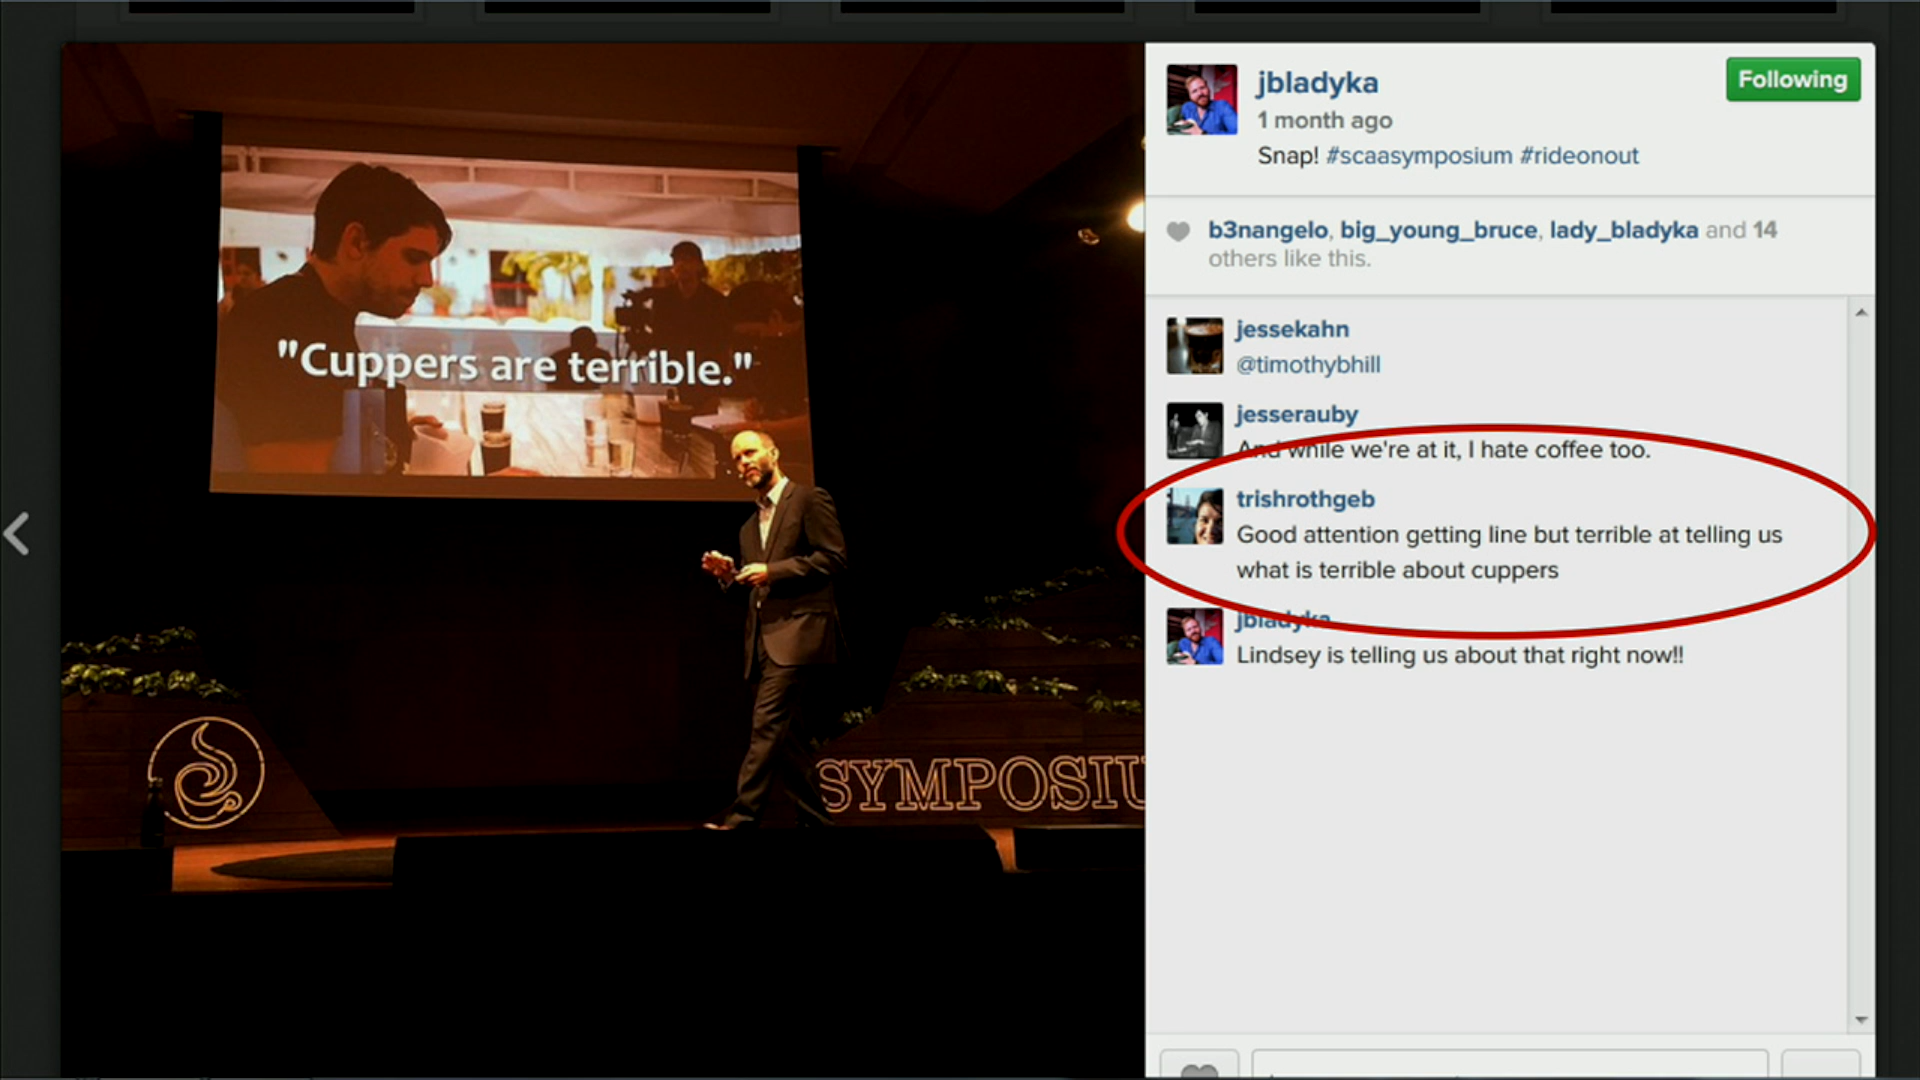 "Cuppers are terrible."
SYMPOSIU
jbladyka
Following
1 month ago
Snap! #scaasymposium #rideonout
b3nangelo, big_young_bruce, lady_bladyka and 14
others like this.
jessekahn
@timothybhill
jesserauby
And while we're at it, I hate coffee too.
trishrothgeb
Good attention getting line but terrible at telling us
what is terrible about cuppers
jbladyka
Lindsey is telling us about that right now!!